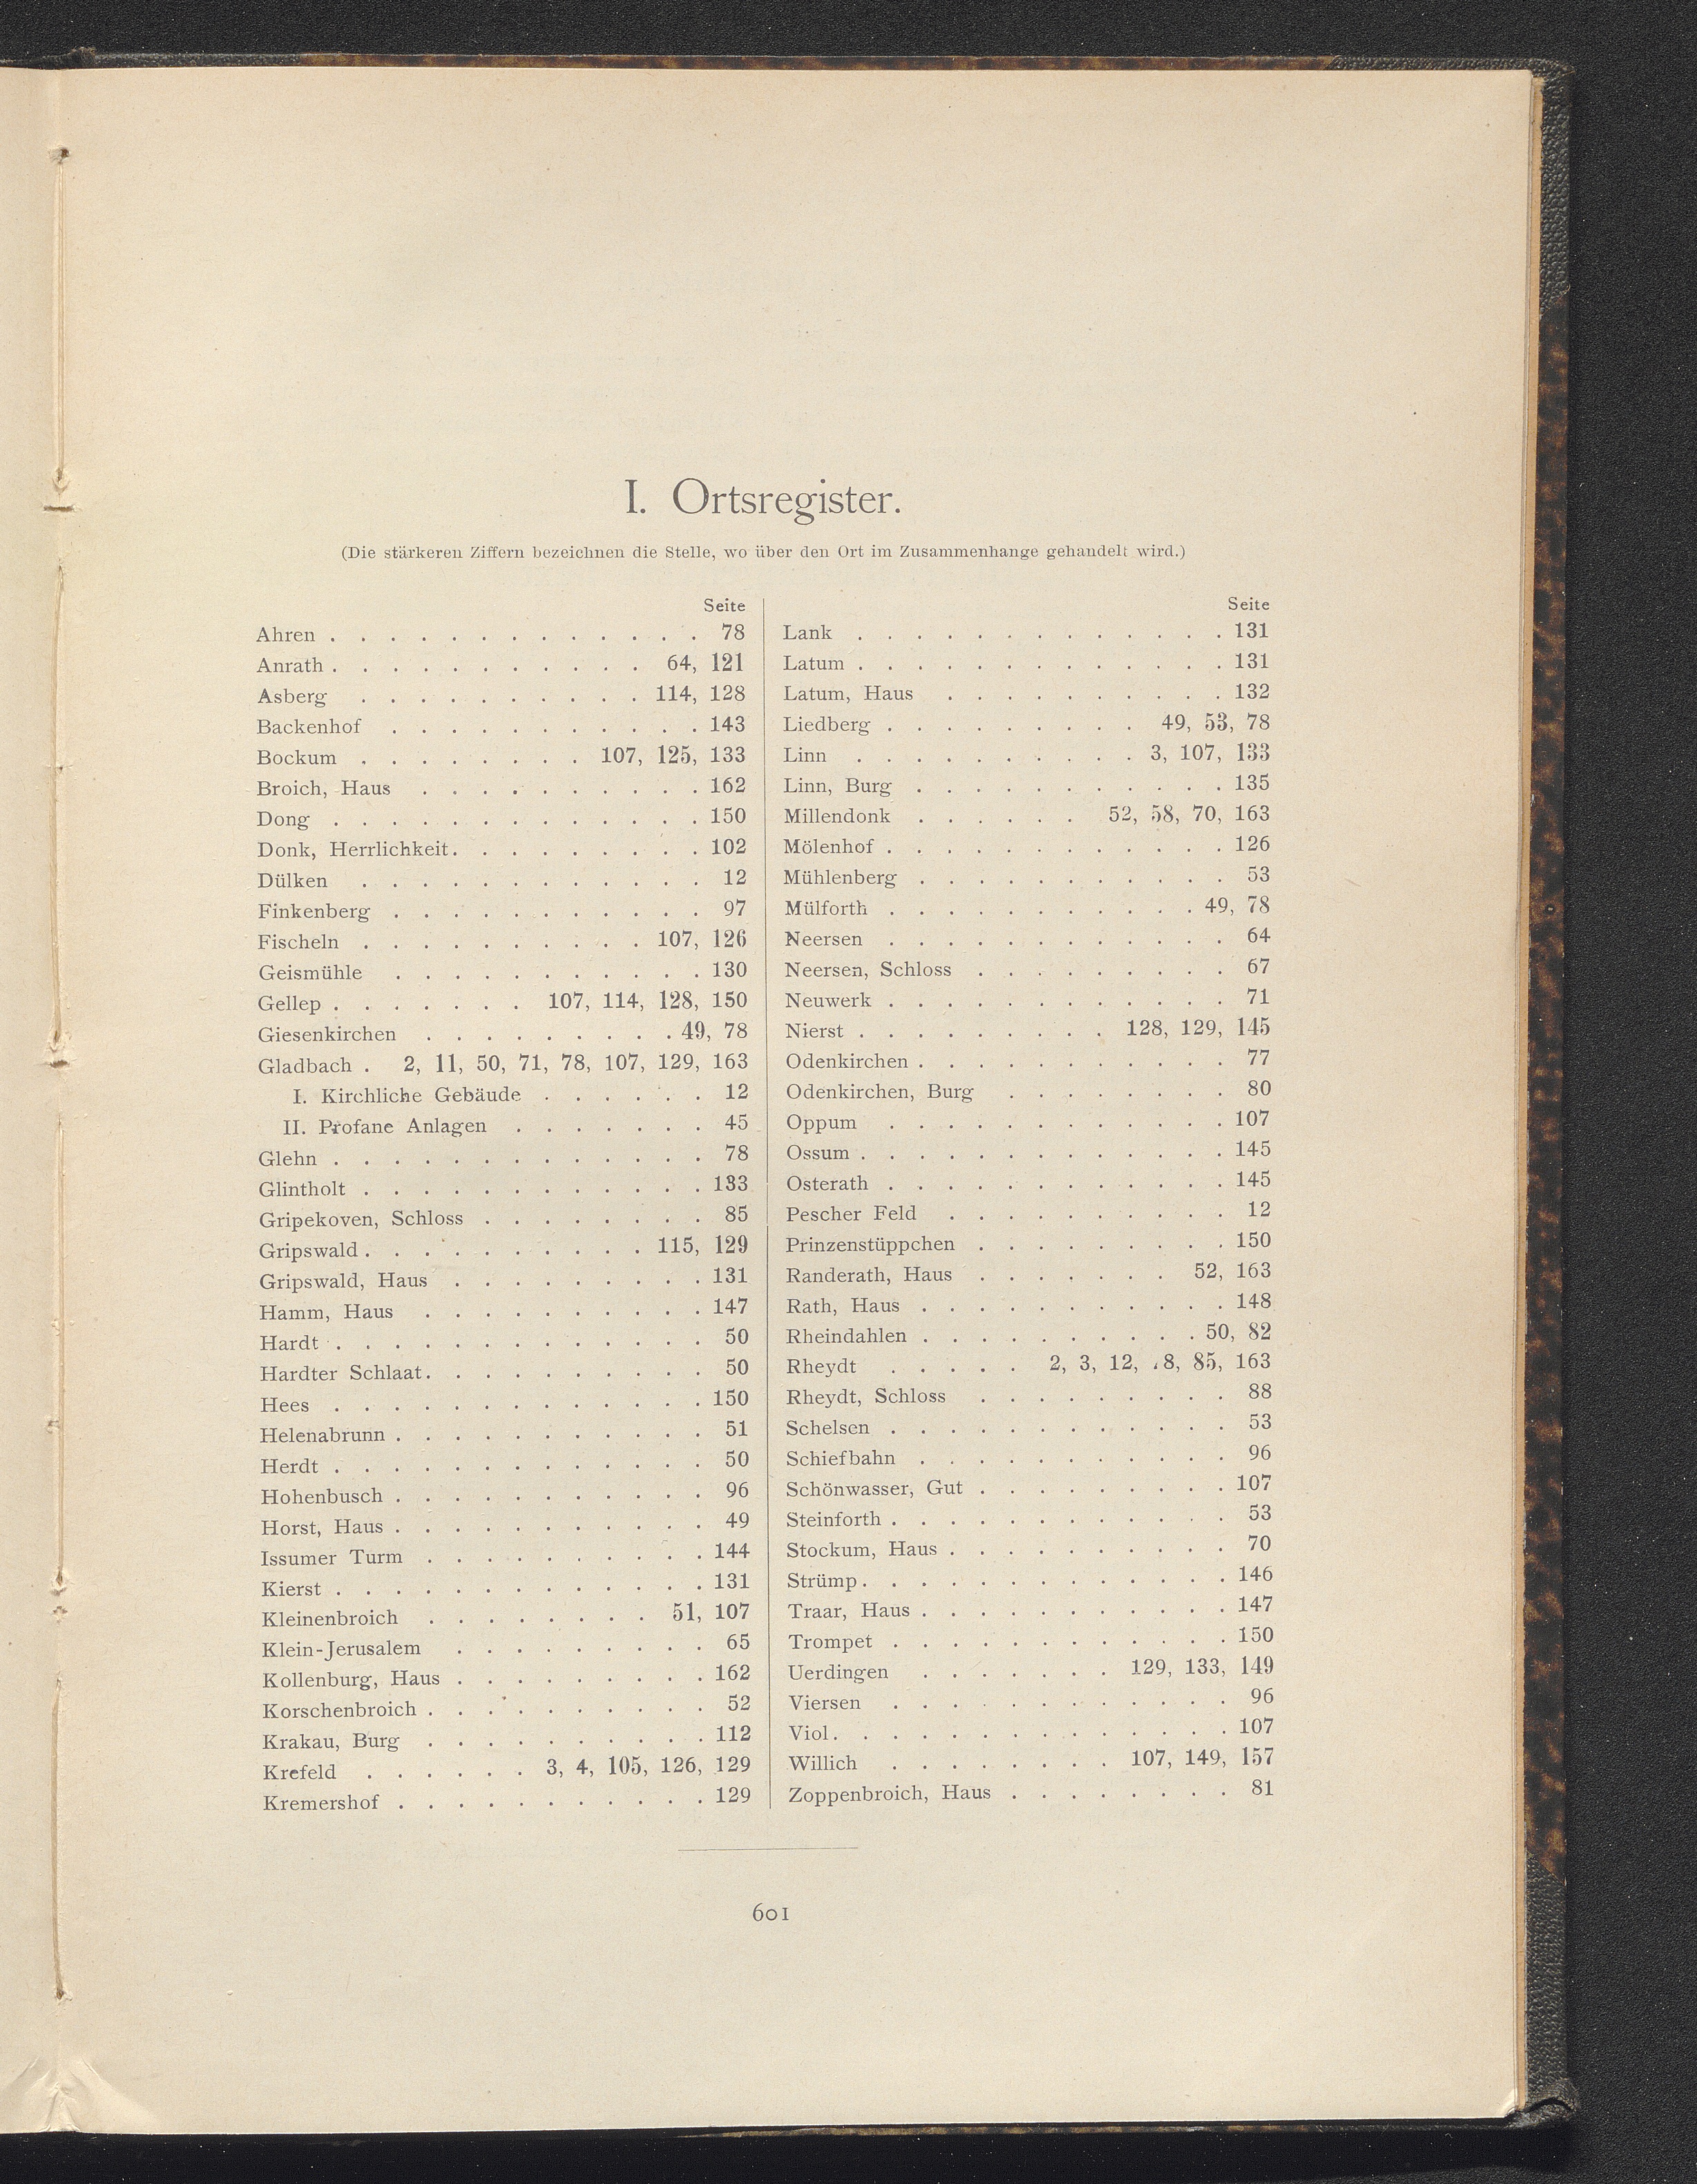 I. Ortsregister.
(Die stärkeren Ziffern bezeichnen die Stelle, wo über den Ort im Zusammenhange gehandelt wird.)
Seite
Ahren . . . . . . . . . . . . . 78
Anrath . . . . . . . . . . . 64, 121
Asberg . . . . . . . . . . 114, 128
Backenhof . . . . . . . . . . . 143
Bockum . . . . . . . . 107, 125, 133
Broich, Haus . . . . . . . . . . 162
Dong . . . . . . . . . . . . . 150
Donk, Herrlichkeit . . . . . . . . . 102
Dülken . . . . . . . . . . . . 12
Finkenberg . . . . . . . . . . . 97
Fischeln . . . . . . . . . . 107, 126
Geismühle . . . . . . . . . . . 130
Gellep . . . . . . . 107, 114, 128, 150
Giesenkirchen . . . . . . . . . 49, 78
Gladbach . 2, 11, 50, 71, 78, 107, 129, 163
I. Kirchliche Gebäude . . . . . . 12
II. Profane Anlagen . . . . . . . 45
Glehn . . . . . . . . . . . . . 78
Glintholt . . . . . . . . . . . . 133
Gripekoven, Schloss . . . . . . . . 85
Gripswald . . . . . . . . . . 115, 129
Gripswald, Haus . . . . . . . . . 131
Hamm, Haus . . . . . . . . . . 147
Hardt . . . . . . . . . . . . . 50
Hardter Schlaat . . . . . . . . . . 50
Hees . . . . . . . . . . . . . 150
Helenabrunn . . . . . . . . . . . 51
Herdt . . . . . . . . . . . . . 50
Hohenbusch . . . . . . . . . . . 96
Horst, Haus . . . . . . . . . . . 49
Issumer Turm . . . . . . . . . . 144
Kierst . . . . . . . . . . . . . 131
Kleinenbroich . . . . . . . . 51, 107
Klein-Jerusalem . . . . . . . . . 65
Kollenburg, Haus . . . . . . . . . 162
Korschenbroich . . . . . . . . . . 52
Krakau, Burg . . . . . . . . . . 112
Krefeld . . . . . . 3, 4, 105, 126, 129
Kremershof . . . . . . . . . . . 129
Seite
Lank . . . . . . . . . . . . . 131
Latum . . . . . . . . . . . . . 131
Latum, Haus . . . . . . . . . . 132
Liedberg . . . . . . . . . 49, 53, 78
Linn . . . . . . . . . . 3, 107, 133
Linn, Burg . . . . . . . . . . . 135
Millendonk . . . . . . 52, 58, 70, 163
Mölenhof . . . . . . . . . . . . 126
Mühlenberg . . . . . . . . . . . 53
Mülforth . . . . . . . . . . . 49, 78
Neersen . . . . . . . . . . . . 64
Neersen, Schloss . . . . . . . . . 67
Neuwerk . . . . . . . . . . . . 71
Nierst . . . . . . . . . 128, 129, 145
Odenkirchen . . . . . . . . . . . 77
Odenkirchen, Burg . . . . . . . . 80
Oppum . . . . . . . . . . . . 107
Ossum . . . . . . . . . . . . . 145
Osterath . . . . . . . . . . . . 145
Pescher Feld . . . . . . . . . . 12
Prinzenstüppchen . . . . . . . . . 150
Randerath, Haus . . . . . . . 52, 163
Rath, Haus . . . . . . . . . . . 148
Rheindahlen . . . . . . . . . . 50, 82
Rheydt . . . . . 2, 3, 12, 8, 85, 163
Rheydt, Schloss . . . . . . . . . 88
Schelsen . . . . . . . . . . . . 53
Schiefbahn . . . . . . . . . . . 96
Schönwasser, Gut . . . . . . . . . 107
Steinforth . . . . . . . . . . . . 53
Stockum, Haus . . . . . . . . . . 70
Strümp . . . . . . . . . . . . . 146
Traar, Haus . . . . . . . . . . . 147
Trompet . . . . . . . . . . . . 150
Uerdingen . . . . . . . 129, 133, 149
Viersen . . . . . . . . . . . . 96
Viol . . . . . . . . . . . . . . 107
Willich . . . . . . . . 107, 149, 157
Zoppenbroich, Haus . . . . . . . . 81
601